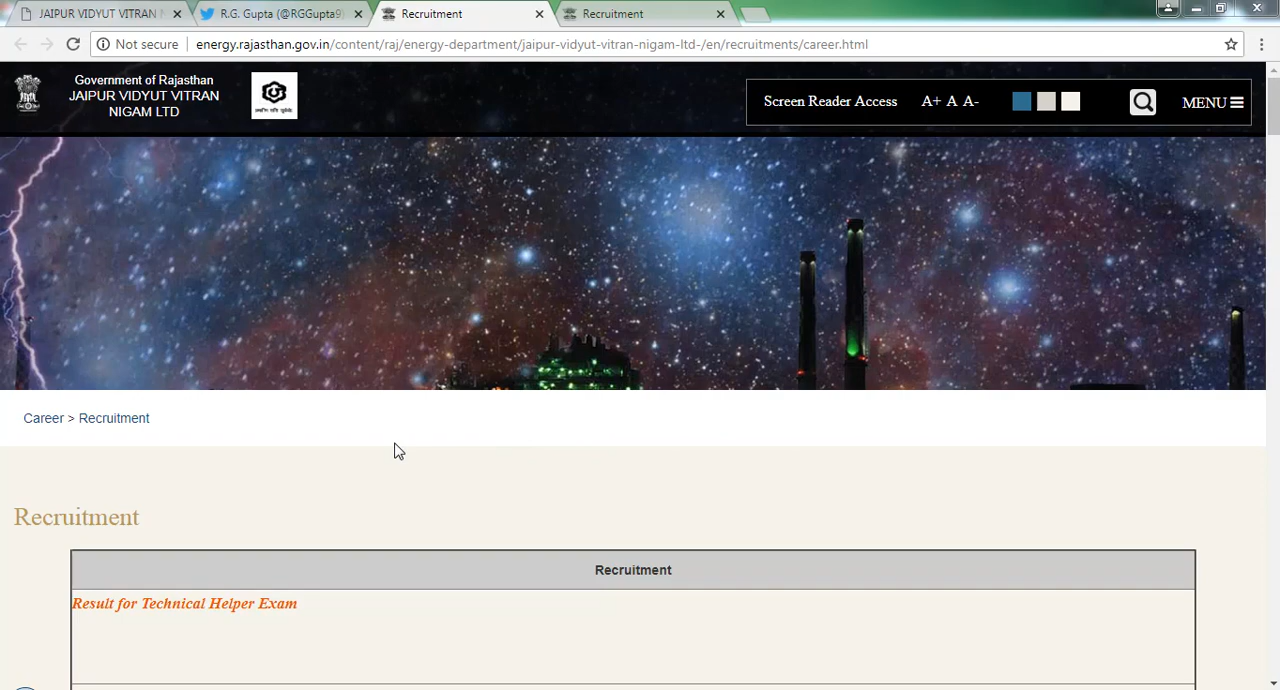 JAIPUR VIDYUT VITRAN N
R.G. Gupta (@RGGupta9)
Recruitment
Recruitment
Not secure
energy.rajasthan.gov.in/content/raj/energy-department/jaipur-vidyut-vitran-nigam-ltd-/en/recruitments/career.html
Government of Rajasthan
JAIPUR VIDYUT VITRAN
NIGAM LTD
Screen Reader Access
A+ A A-
MENU
Career > Recruitment
Recruitment
Recruitment
Result for Technical Helper Exam